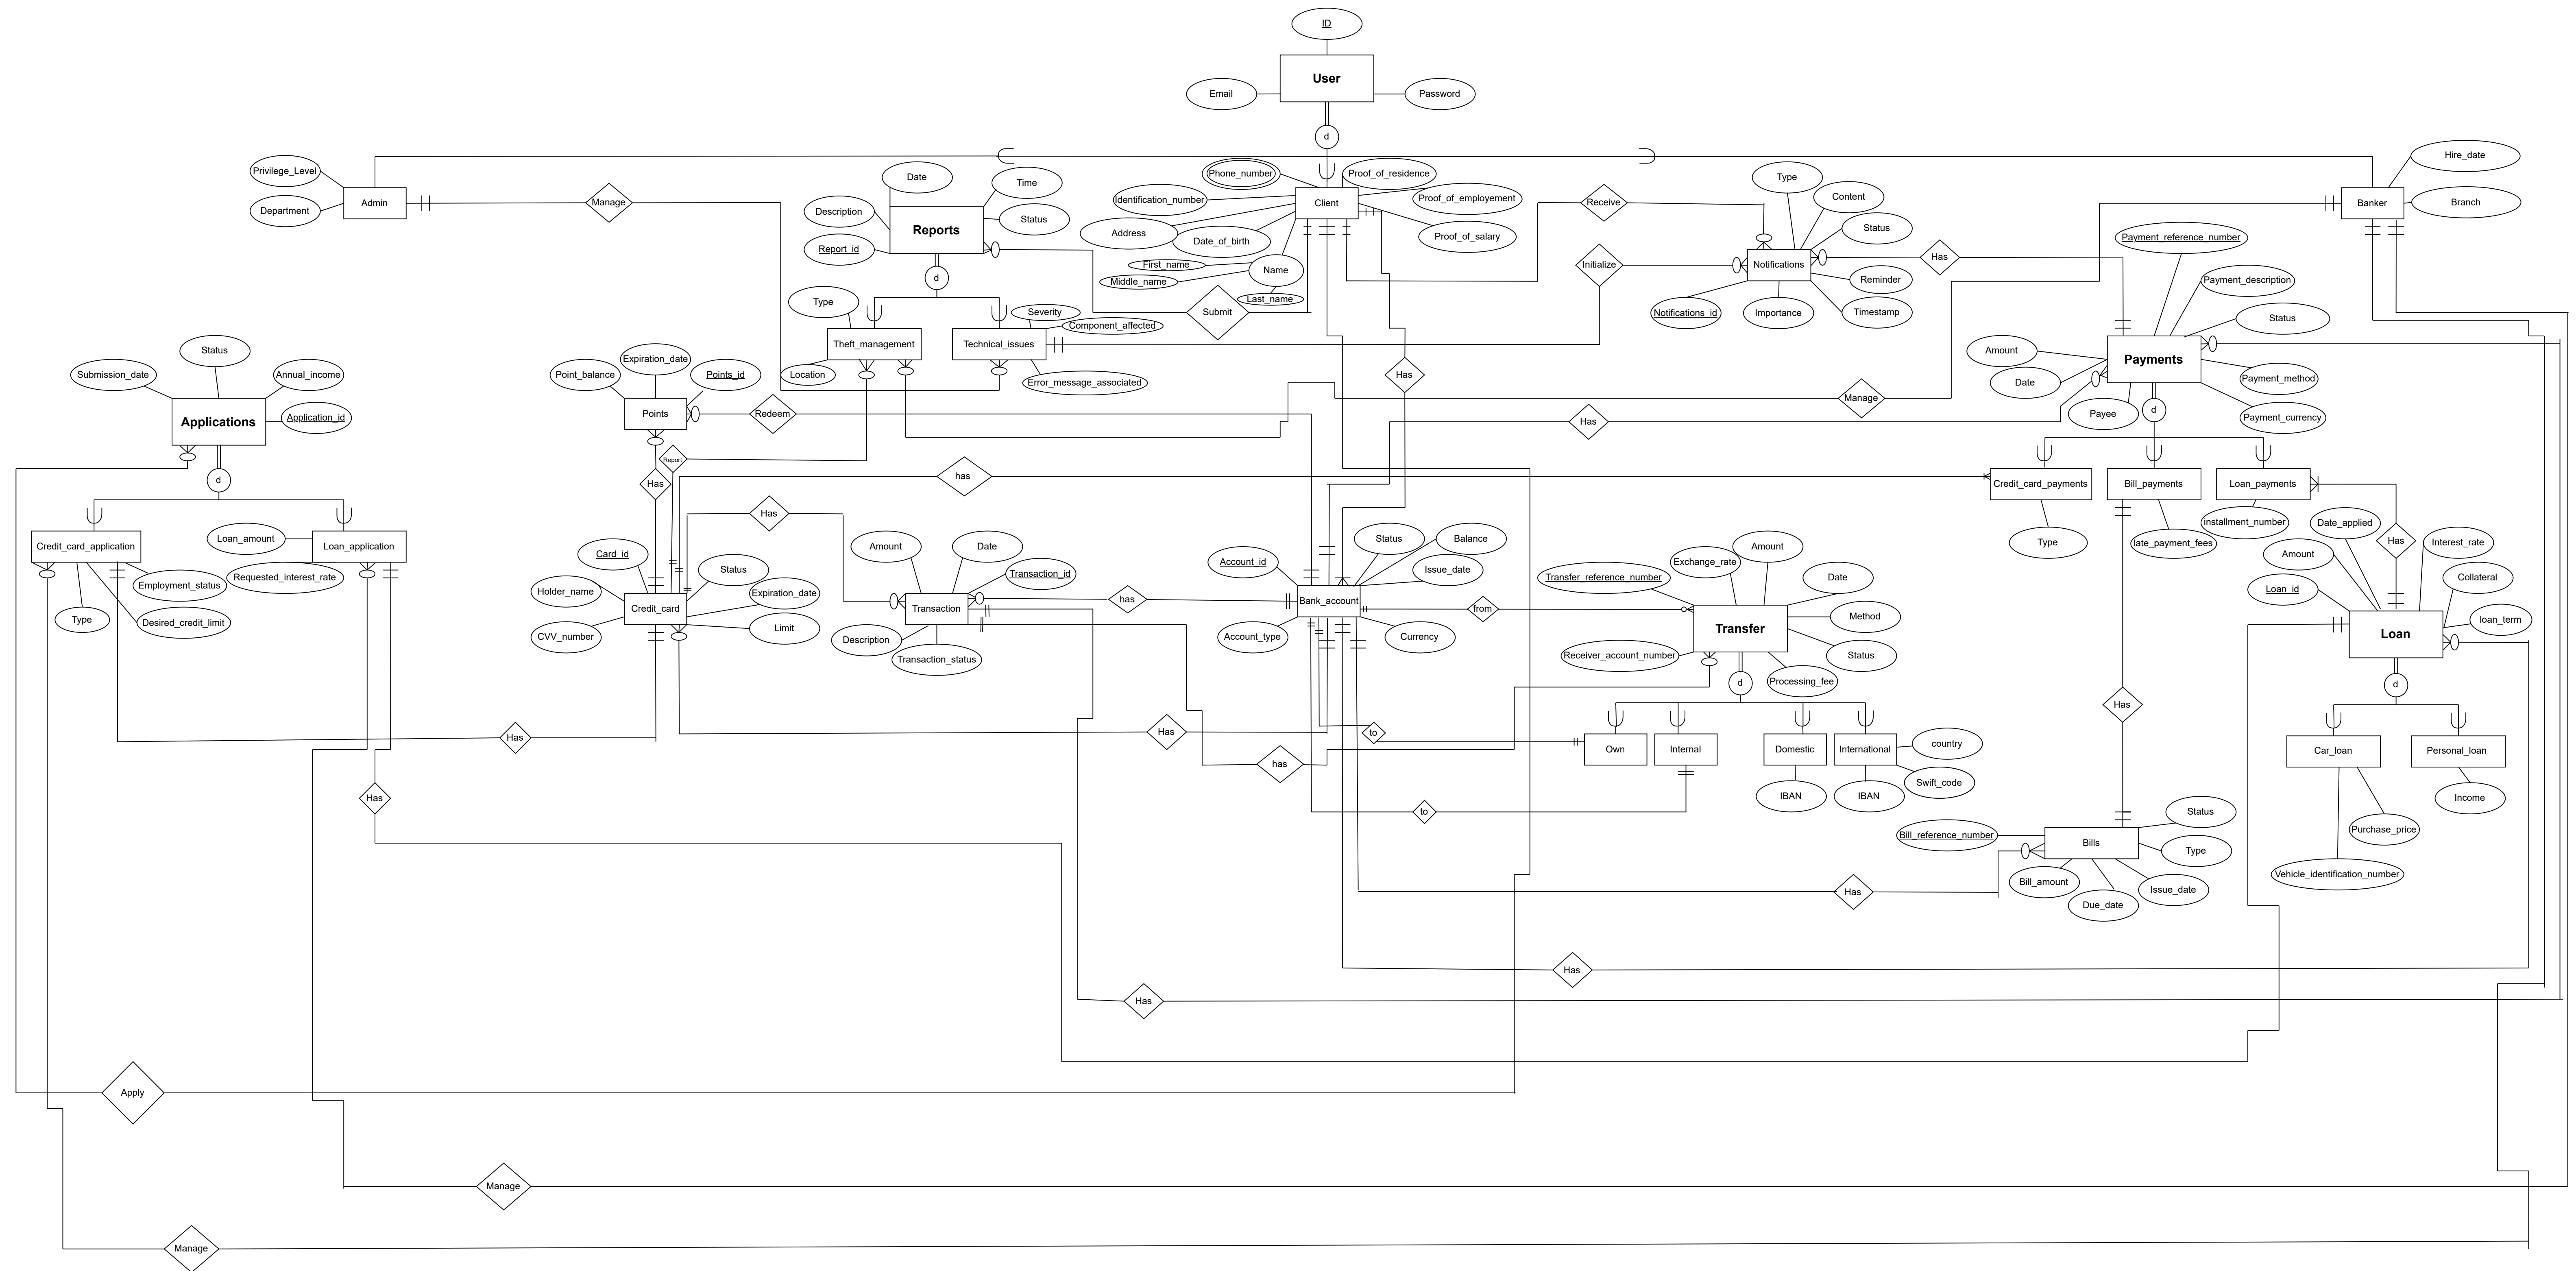 ID
User
Email
Password
d
Privilege_Level
Department
Admin
Manage
Date
Time
Description
Status
Reports
Report_id
d
Type
Severity
Component_affected
Theft_management
Technical_issues
Location
Error_message_associated
Phone_number
Proof_of_residence
Identification_number
Proof_of_employement
Client
Address
Date_of_birth
Proof_of_salary
First_name
Middle_name
Name
Last_name
Submit
Receive
Initialize
Type
Content
Status
Notifications
Reminder
Notifications_id
Importance
Timestamp
Has
Hire_date
Banker
Branch
Payment_reference_number
Payment_description
Status
Amount
Payments
Date
Payment_method
Payee
Payment_currency
d
Manage
Has
Has
Status
Submission_date
Annual_income
Applications
Application_id
d
Credit_card_application
Loan_amount
Loan_application
Requested_interest_rate
Employment_status
Type
Desired_credit_limit
Expiration_date
Point_balance
Points_id
Points
Redeem
Report
Has
has
Has
Credit_card_payments
Bill_payments
Loan_payments
Type
late_payment_fees
installment_number
Has
Card_id
Status
Holder_name
Expiration_date
Credit_card
CVV_number
Limit
Amount
Date
Transaction_id
Transaction
Description
Transaction_status
has
Account_id
Status
Balance
Issue_date
Bank_account
Account_type
Currency
from
Transfer_reference_number
Exchange_rate
Amount
Date
Method
Transfer
Status
Receiver_account_number
Processing_fee
d
Date_applied
Interest_rate
Amount
Collateral
Loan_id
loan_term
Loan
d
Has
Has
Has
to
has
Own
Internal
Domestic
International
country
Swift_code
IBAN
IBAN
to
Has
Car_loan
Personal_loan
Income
Purchase_price
Vehicle_identification_number
Has
Bill_reference_number
Status
Bills
Type
Bill_amount
Issue_date
Due_date
Has
Has
Has
Apply
Manage
Manage